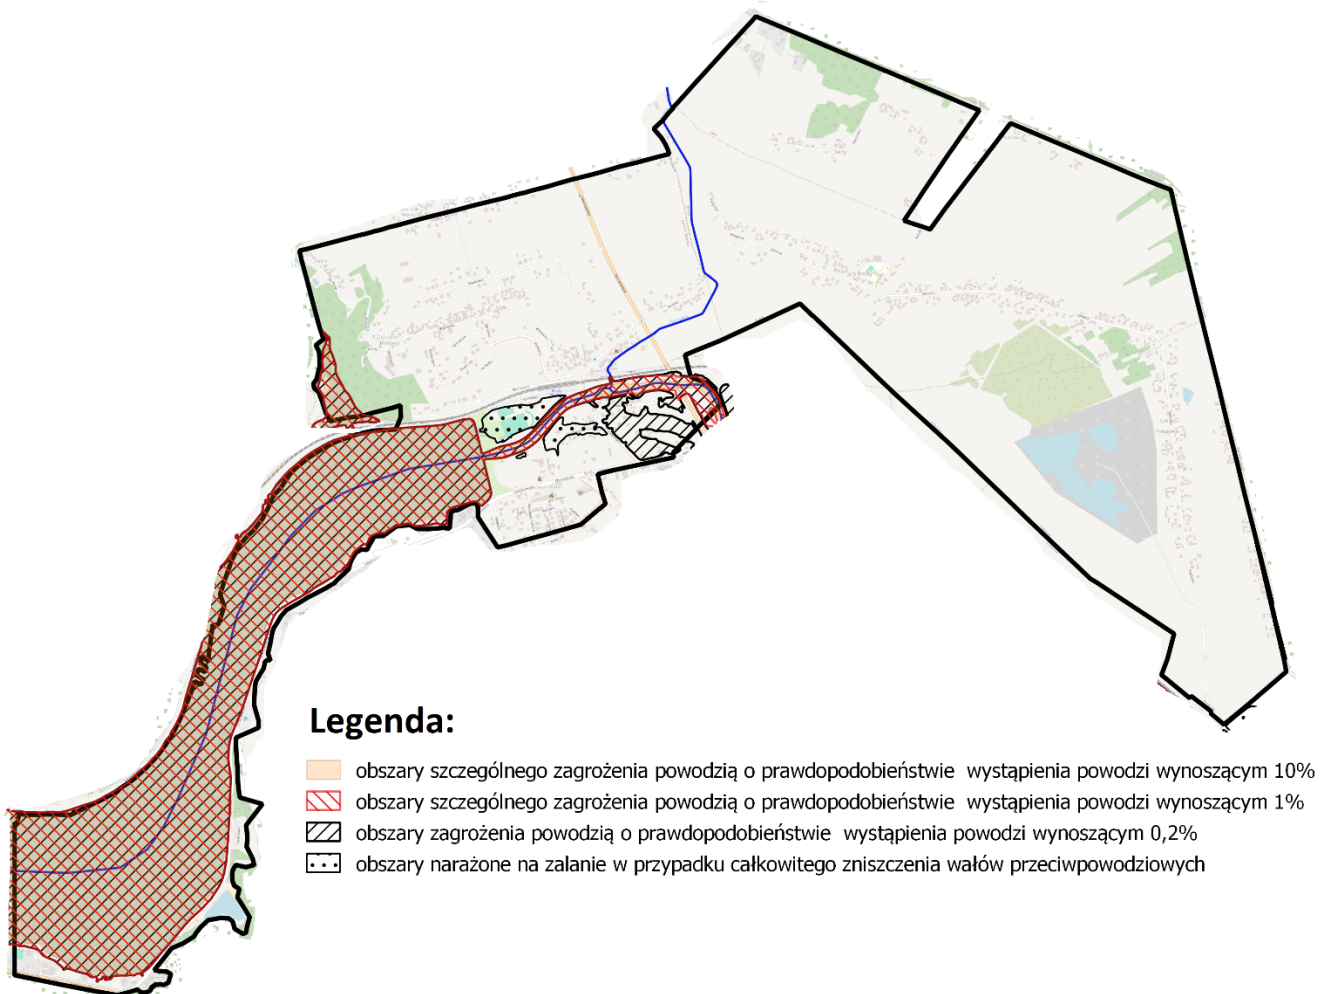 Legenda:
obszary szczególnego zagrożenia powodzią o prawdopodobieństwie wystąpienia powodzi wynoszącym 10%
obszary szczególnego zagrożenia powodzią o prawdopodobieństwie wystąpienia powodzi wynoszącym 1%
obszary zagrożenia powodzią o prawdopodobieństwie wystąpienia powodzi wynoszącym 0,2%
obszary narażone na zalanie w przypadku całkowitego zniszczenia wałów przeciwpowodziowych